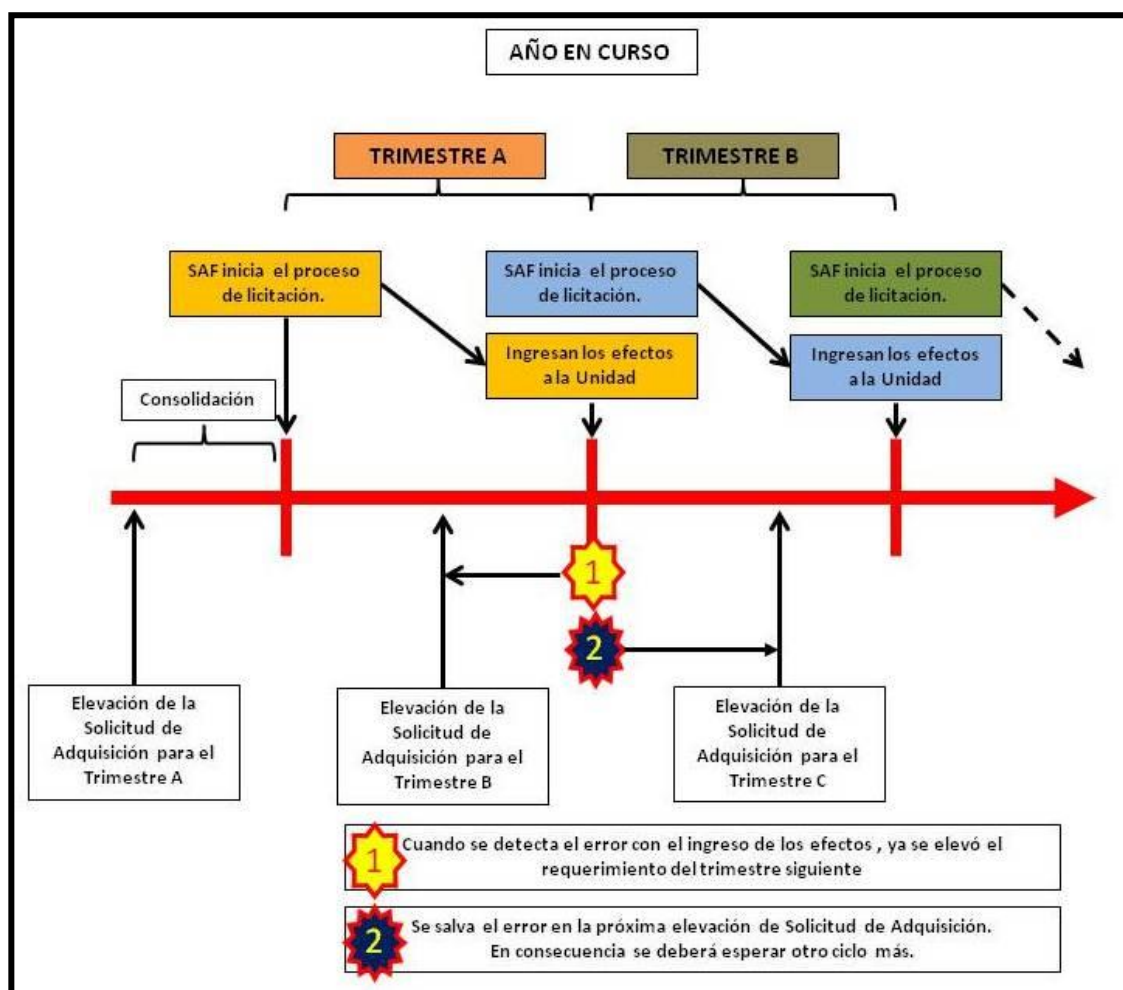 AÑO EN CURSO
TRIMESTRE A
TRIMESTRE B
SAF inicia el proceso
de licitación.
SAF inicia el proceso
de licitación.
SAF inicia el proceso
de licitación.
Ingresan los efectos
a la Unidad
Ingresan los efectos
a la Unidad
Consolidación
1
2
Elevación de la
Solicitud de
Adquisición para el
Trimestre A
Elevación de la
Solicitud de
Adquisición para el
Trimestre B
Elevación de la
Solicitud de
Adquisición para el
Trimestre C
1
Cuando se detecta el error con el ingreso de los efectos , ya se elevó el
requerimiento del trimestre siguiente
2
Se salva el error en la próxima elevación de Solicitud de Adquisición.
En consecuencia se deberá esperar otro ciclo más.